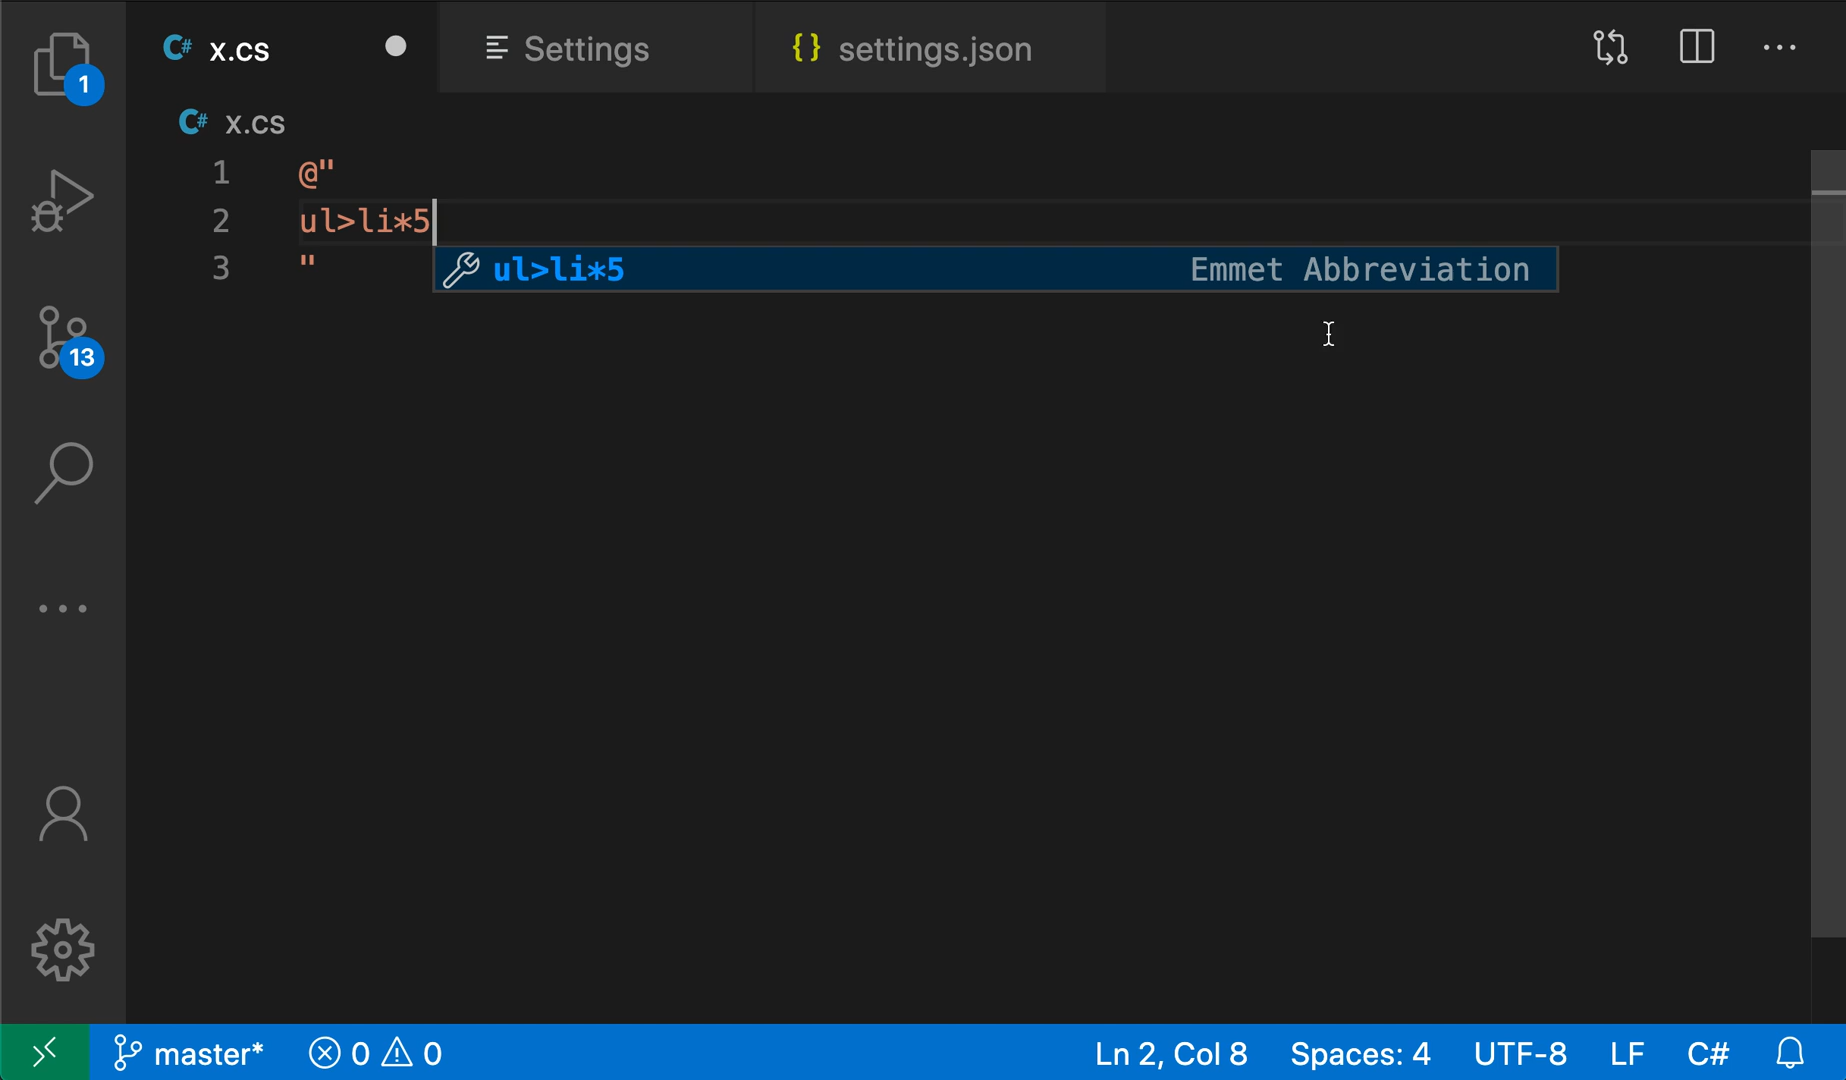 C# x.cs
Settings
{} settings.json
1
C# x.cs
1 @"
2 ul>li*5
ul>li*5 Emmet Abbreviation
3 "
13
master* 0 0 Ln 2, Col 8 Spaces: 4 UTF-8 LF C#